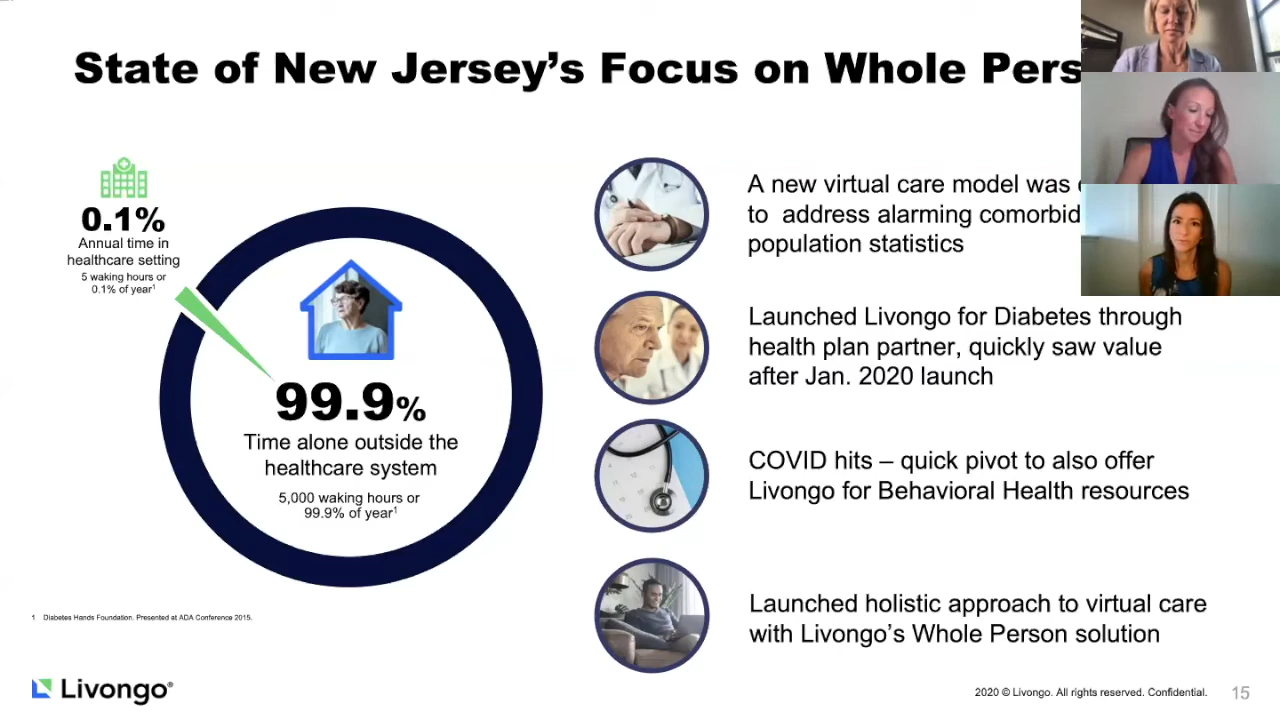 State of New Jersey's Focus on Whole
0.1%
Annual time in
healthcare setting
5 waking hours or
0.1% of year¹
99.9%
Time alone outside the
healthcare system
5,000 waking hours or
99.9% of year¹
A new virtual care model was
to address alarming comorbid
population statistics
Launched Livongo for Diabetes through
health plan partner, quickly saw value
after Jan. 2020 launch
COVID hits – quick pivot to also offer
Livongo for Behavioral Health resources
Launched holistic approach to virtual care
with Livongo's Whole Person solution
1 Diabetes Hands Foundation. Presented at ADA Conference 2015.
Livongo®
2020 © Livongo. All rights reserved. Confidential.
15